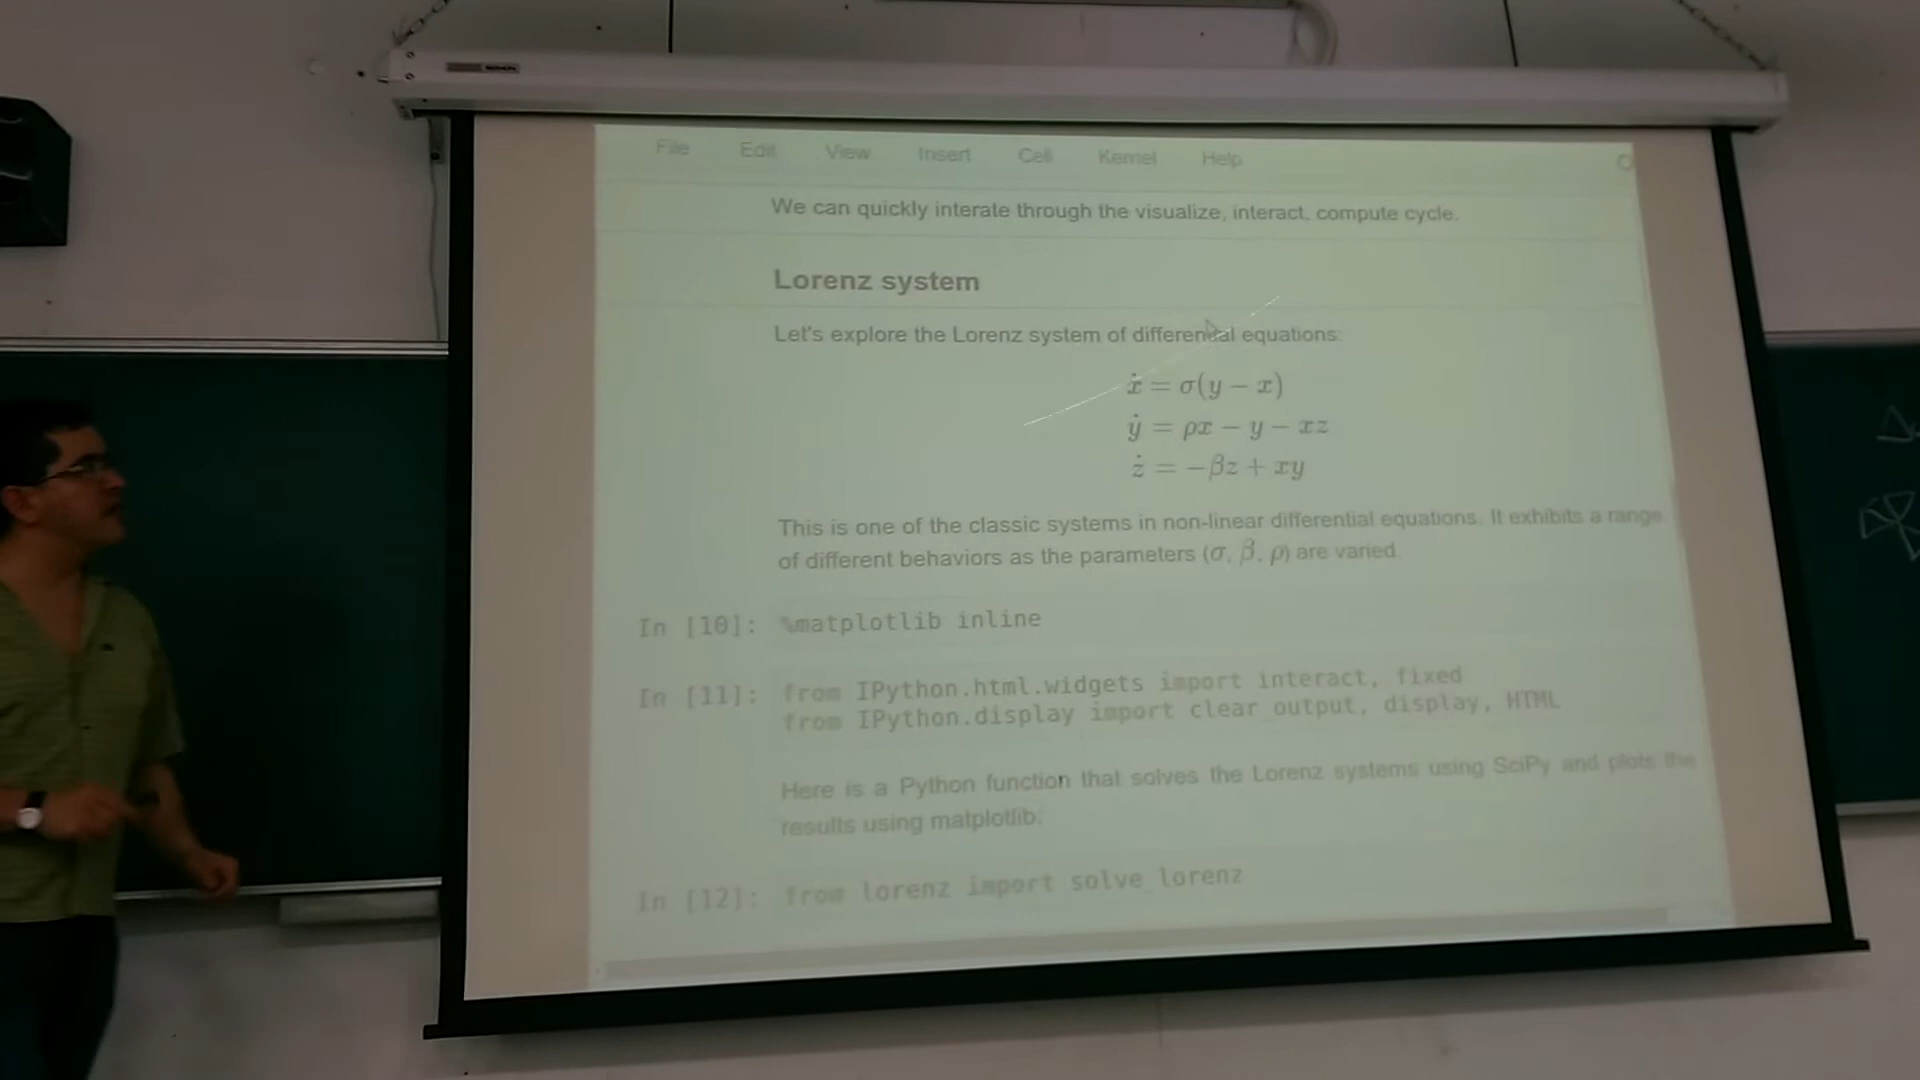 File Edit View Insert Cell Kernel Help
We can quickly interate through the visualize, interact, compute cycle.
Lorenz system
Let's explore the Lorenz system of differential equations:
ẋ = σ(y − x)
ẏ = ρx − y − xz
ż = −βz + xy
This is one of the classic systems in non-linear differential equations. It exhibits a range
of different behaviors as the parameters (σ, β, ρ) are varied.
In [10]: %matplotlib inline
In [11]: from IPython.html.widgets import interact, fixed
from IPython.display import clear_output, display, HTML
Here is a Python function that solves the Lorenz systems using SciPy and plots the
results using matplotlib:
In [12]: from lorenz import solve_lorenz